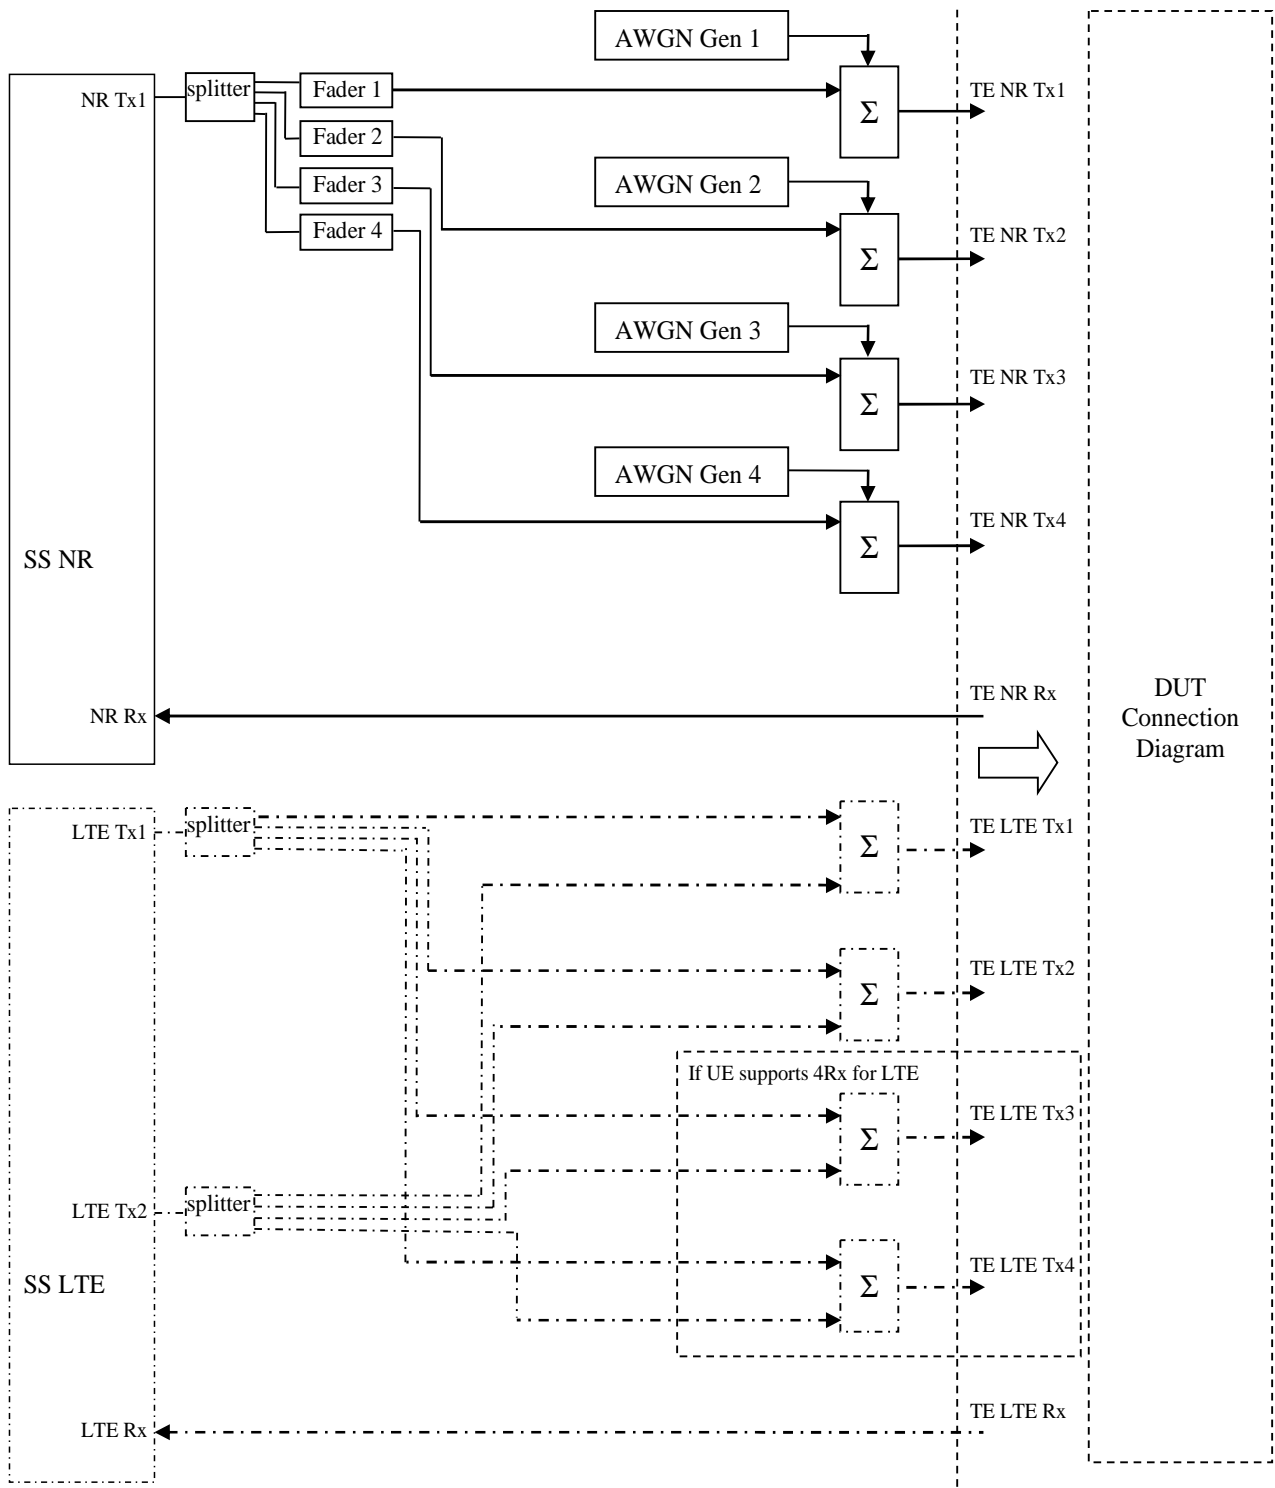 AWGN Gen 1
NR Tx1
splitter
Fader 1
Σ
TE NR Tx1
Fader 2
AWGN Gen 2
Fader 3
Fader 4
Σ
TE NR Tx2
AWGN Gen 3
Σ
TE NR Tx3
AWGN Gen 4
Σ
TE NR Tx4
SS NR
NR Rx
TE NR Rx
DUT
Connection
Diagram
LTE Tx1
splitter
Σ
TE LTE Tx1
Σ
TE LTE Tx2
If UE supports 4Rx for LTE
Σ
TE LTE Tx3
LTE Tx2
splitter
SS LTE
Σ
TE LTE Tx4
LTE Rx
TE LTE Rx